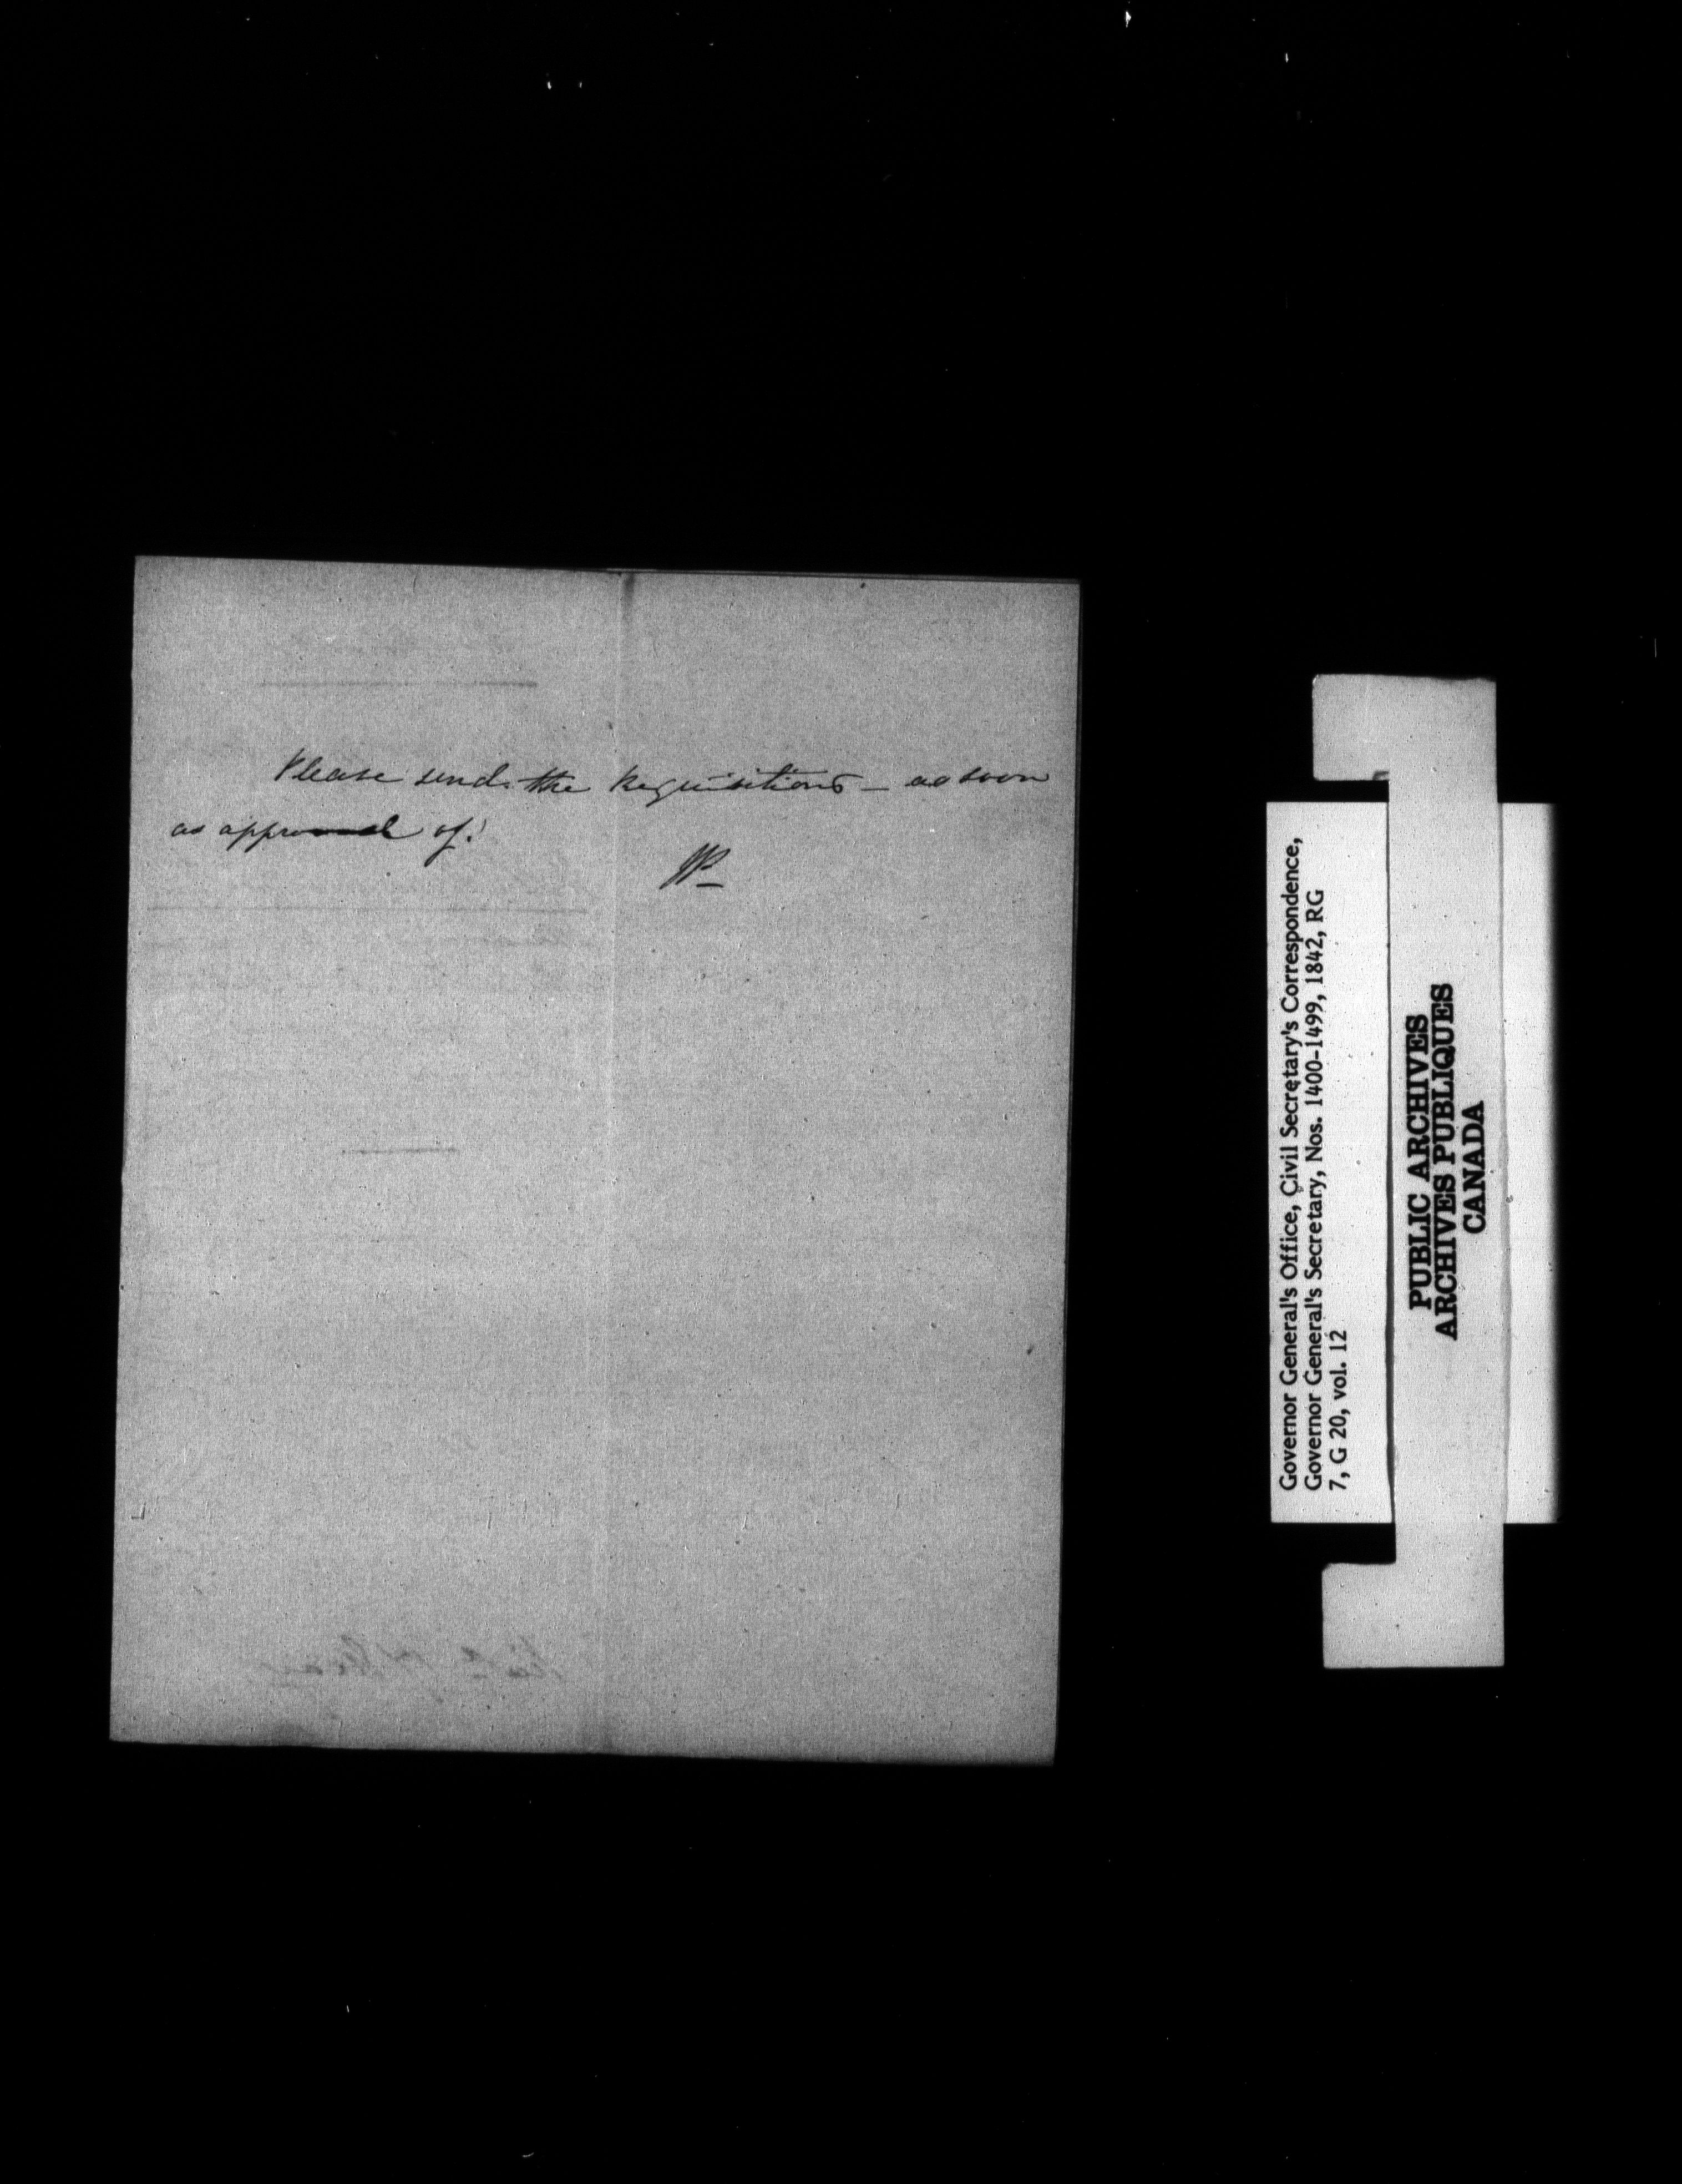 Please send the Requisitions – as soon
as approved of!
Governor General's Office, Civil Secretary's Correspondence,
Governor General's Secretary, Nos. 1400-1499, 1842, RG
7, G 20, vol. 12
PUBLIC ARCHIVES
ARCHIVES PUBLIQUES
CANADA